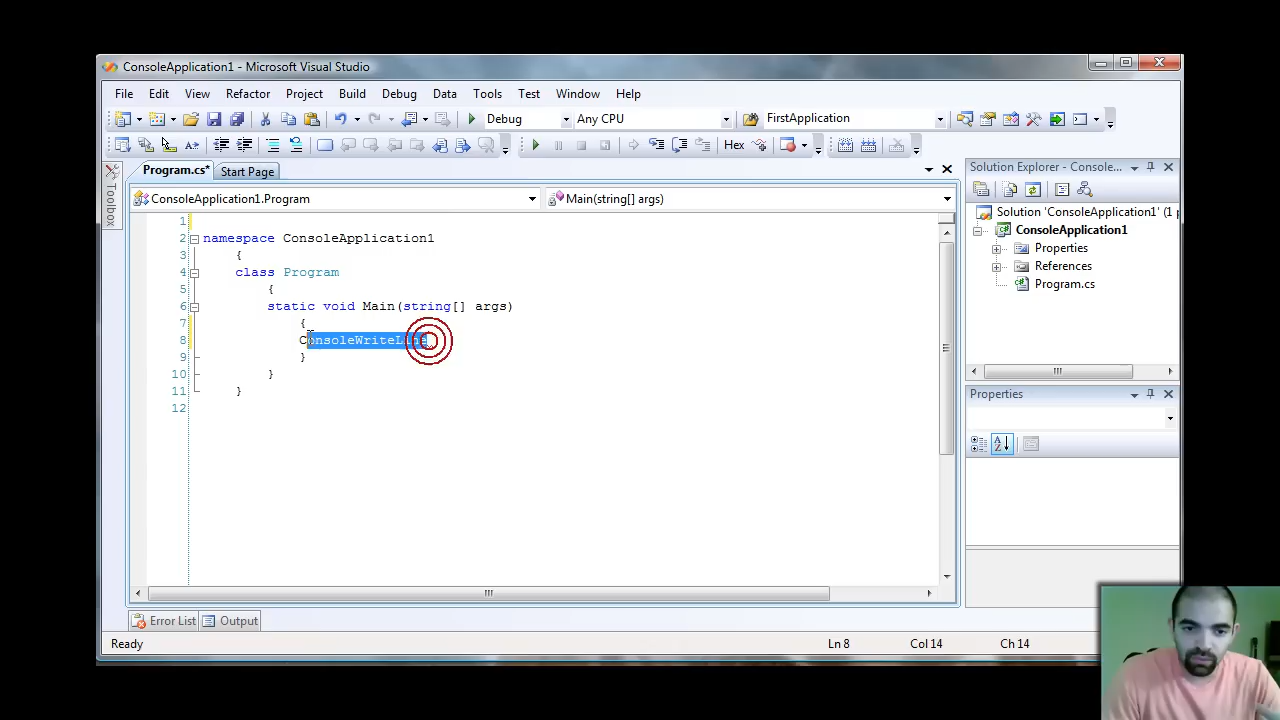 ConsoleApplication1 - Microsoft Visual Studio
File Edit View Refactor Project Build Debug Data Tools Test Window Help
Debug Any CPU FirstApplication
Hex
Program.cs* Start Page
Toolbox
ConsoleApplication1.Program Main(string[] args)
1
2 namespace ConsoleApplication1
3 {
4 class Program
5 {
6 static void Main(string[] args)
7 {
8 ConsoleWriteLine
9 }
10 }
11 }
12
Solution Explorer - Console...
Solution 'ConsoleApplication1' (1 p
ConsoleApplication1
Properties
References
Program.cs
Properties
Error List Output
Ready Ln 8 Col 14 Ch 14